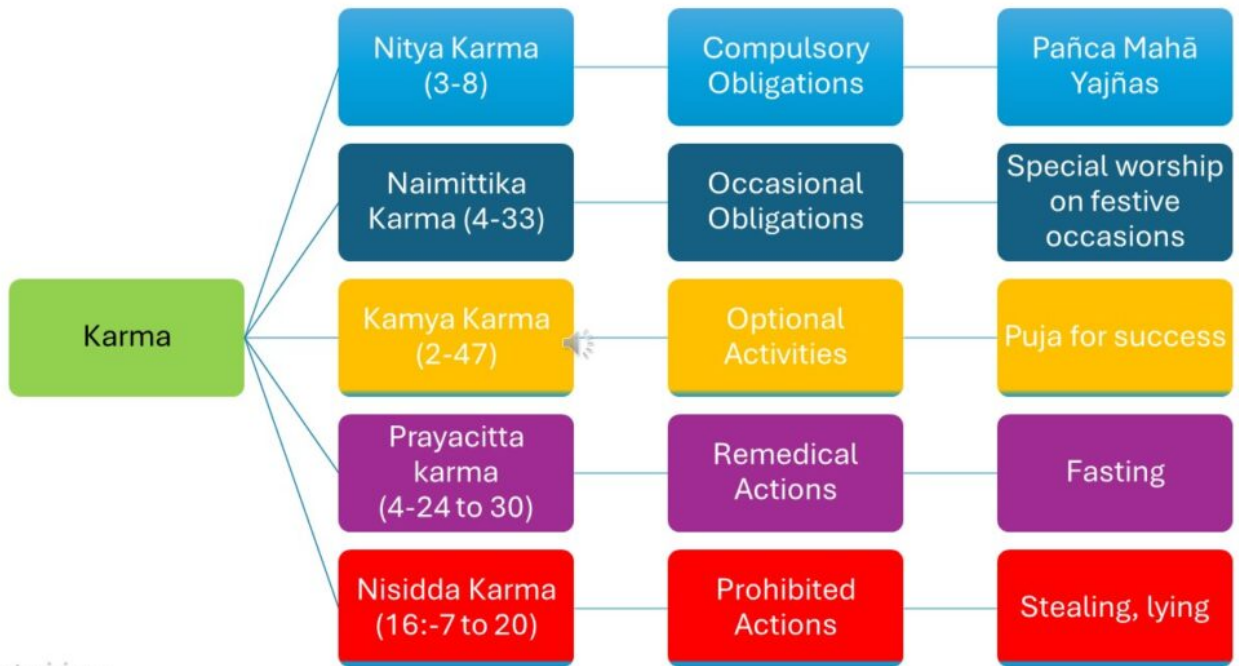 Karma
Nitya Karma
(3-8)
Compulsory
Obligations
Pañca Mahā
Yajñas
Naimittika
Karma (4-33)
Occasional
Obligations
Special worship
on festive
occasions
Kamya Karma
(2-47)
Optional
Activities
Puja for success
Prayacitta
karma
(4-24 to 30)
Remedical
Actions
Fasting
Nisidda Karma
(16:-7 to 20)
Prohibited
Actions
Stealing, lying